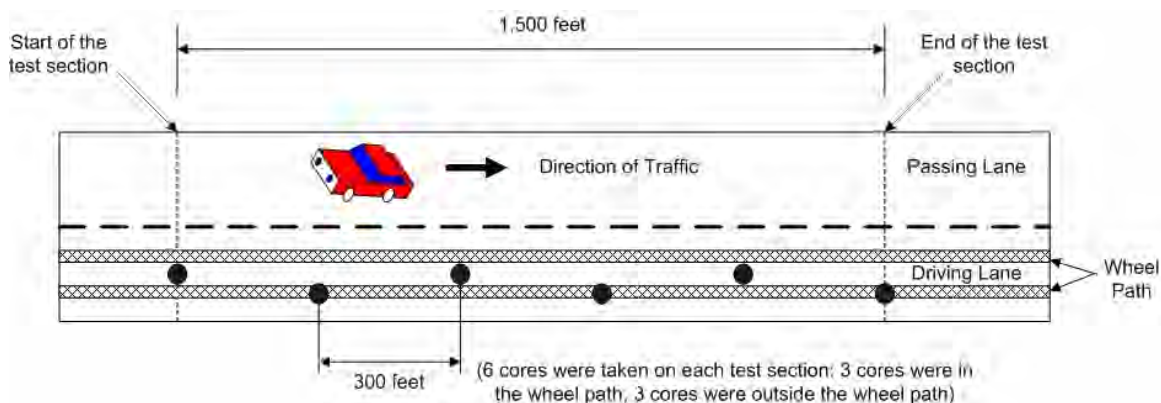 1,500 feet
Start of the
test section
End of the test
section
Direction of Traffic
Passing Lane
Driving Lane
Wheel
Path
300 feet
(6 cores were taken on each test section: 3 cores were in
the wheel path, 3 cores were outside the wheel path)